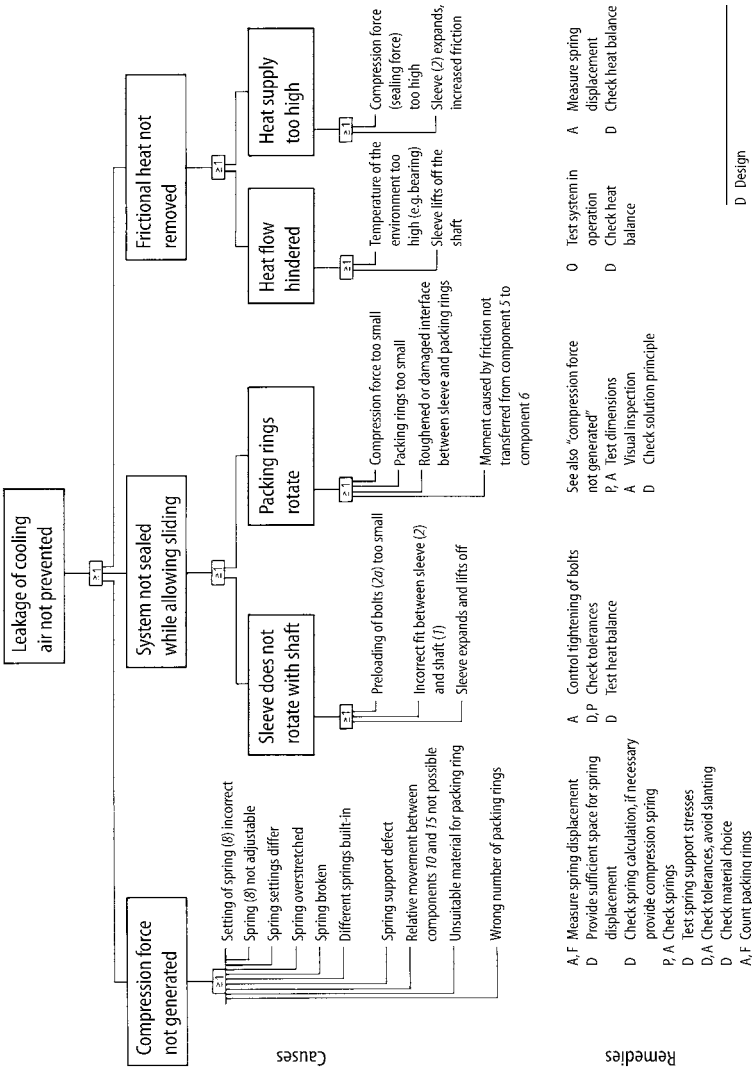 Leakage of cooling
air not prevented
≥1
Compression force
not generated
System not sealed
while allowing sliding
Frictional heat not
removed
≥1
≥1
≥1
Sleeve does not
rotate with shaft
Packing rings
rotate
Heat flow
hindered
Heat supply
too high
≥1
≥1
≥1
≥1
Causes
Setting of spring (8) incorrect
Spring (8) not adjustable
Spring settings differ
Spring overstretched
Spring broken
Different springs built-in
Spring support defect
Relative movement between
components 10 and 15 not possible
Unsuitable material for packing ring
Wrong number of packing rings
Preloading of bolts (2a) too small
Incorrect fit between sleeve (2)
and shaft (1)
Sleeve expands and lifts off
Compression force too small
Packing rings too small
Roughened or damaged interface
between sleeve and packing rings
Moment caused by friction not
transferred from component 5 to
component 6
Temperature of the
environment too
high (e.g. bearing)
Sleeve lifts off the
shaft
Compression force
(sealing force)
too high
Sleeve (2) expands,
increased friction
Remedies
A, F Measure spring displacement
D Provide sufficient space for spring
displacement
D Check spring calculation, if necessary
provide compression spring
P, A Check springs
D Test spring support stresses
D, A Check tolerances, avoid slanting
D Check material choice
A, F Count packing rings
A Control tightening of bolts
D,P Check tolerances
D Test heat balance
See also "compression force
not generated"
P, A Test dimensions
A Visual inspection
D Check solution principle
O Test system in
operation
D Check heat
balance
A Measure spring
displacement
D Check heat balance
D Design